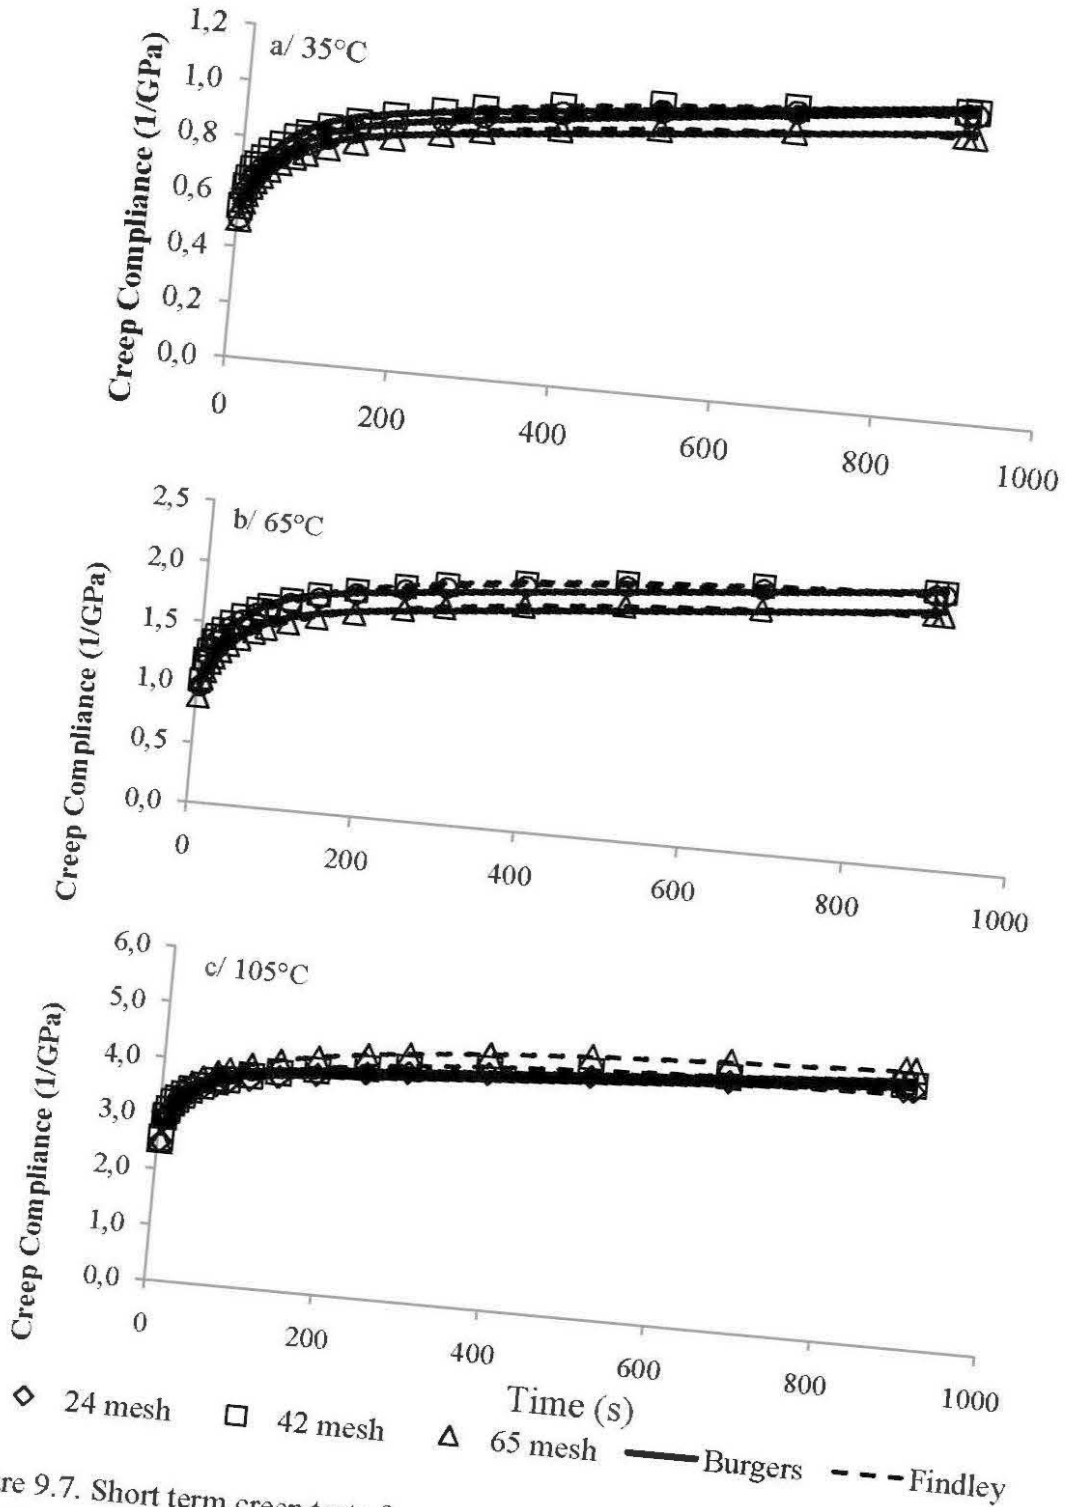 1,2
a/ 35°C
1,0
0,8
0,6
0,4
0,2
0,0
Creep Compliance (1/GPa)
0 200 400 600 800 1000
2,5
b/ 65°C
2,0
1,5
1,0
0,5
0,0
Creep Compliance (1/GPa)
0 200 400 600 800 1000
6,0
c/ 105°C
5,0
4,0
3,0
2,0
1,0
0,0
Creep Compliance (1/GPa)
0 200 400 600 800 1000
Time (s)
24 mesh 42 mesh 65 mesh Burgers Findley
9.7. Short term creep